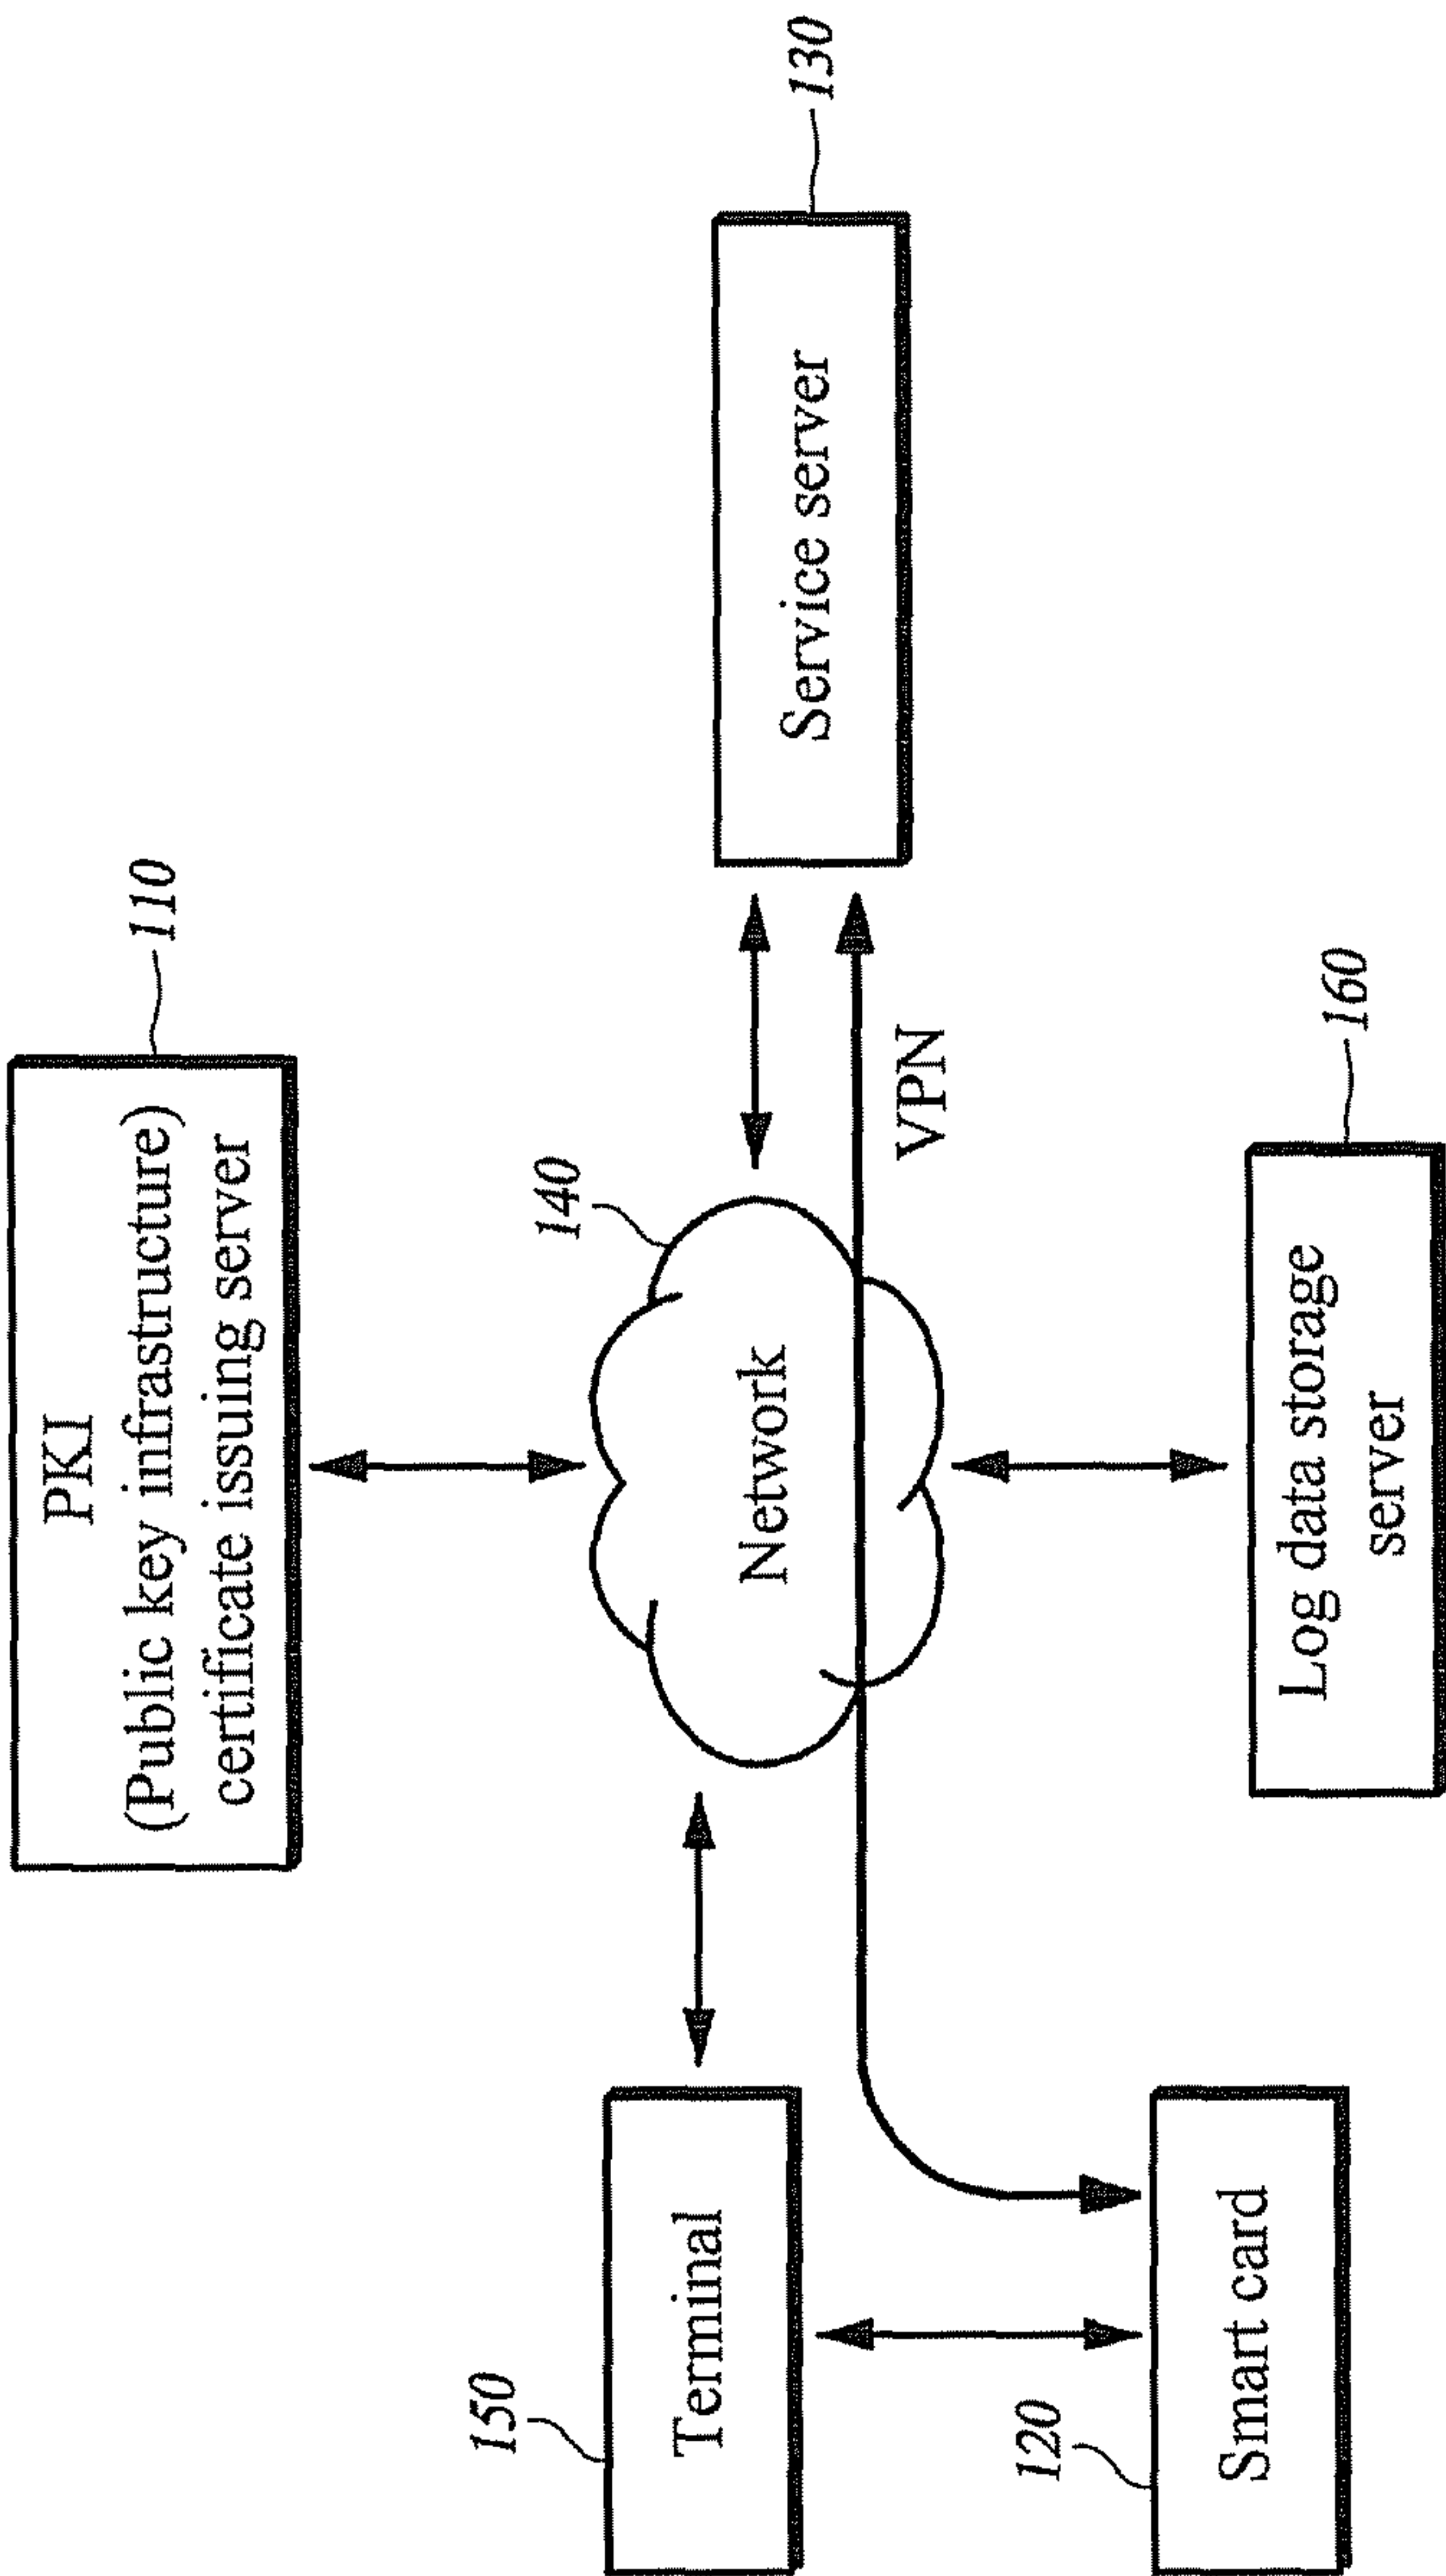 PKI
(Public key infrastructure)
certificate issuing server
110
150
Terminal
140
Network
Service server
130
VPN
120
Smart card
Log data storage
server
160